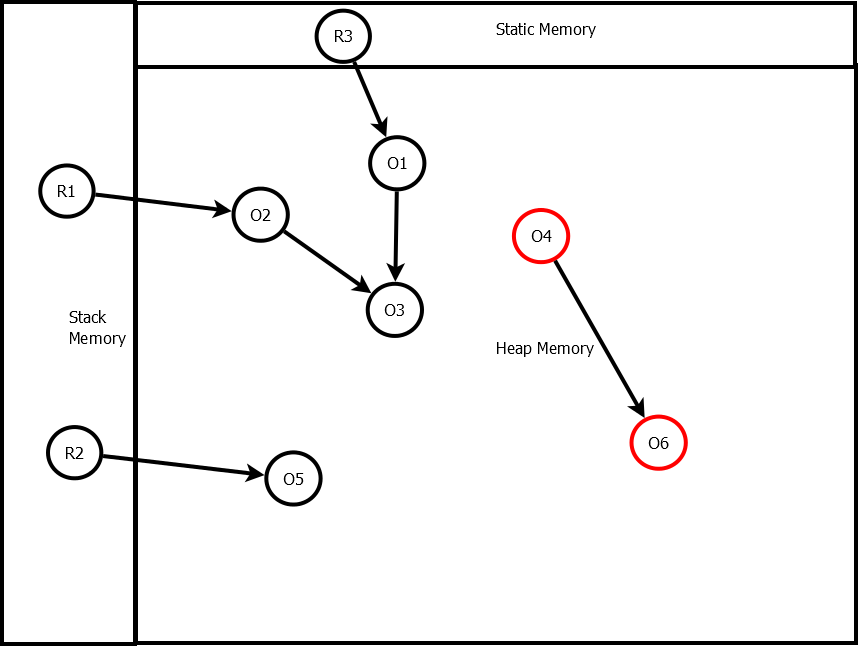 R3
Static Memory
O1
R1
O2
O4
O3
Stack
Memory
Heap Memory
R2
O6
O5